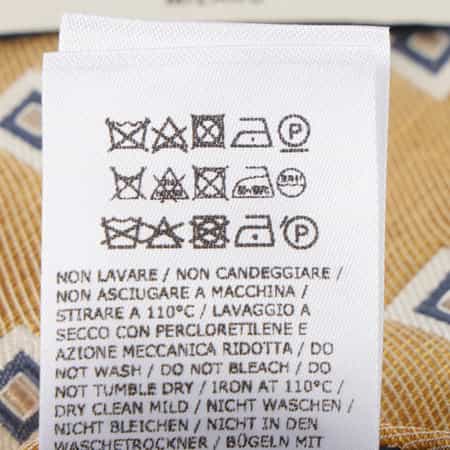 NON LAVARE / NON CANDEGGIARE /
NON ASCIUGARE A MACCHINA /
STIRARE A 110°C / LAVAGGIO A
SECCO CON PERCLORETILENE E
AZIONE MECCANICA RIDOTTA / DO
NOT WASH / DO NOT BLEACH / DO
NOT TUMBLE DRY / IRON AT 110°C /
DRY CLEAN MILD / NICHT WASCHEN /
NICHT BLEICHEN / NICHT IN DEN
WASCHETROCKNER / BÜGELN MIT